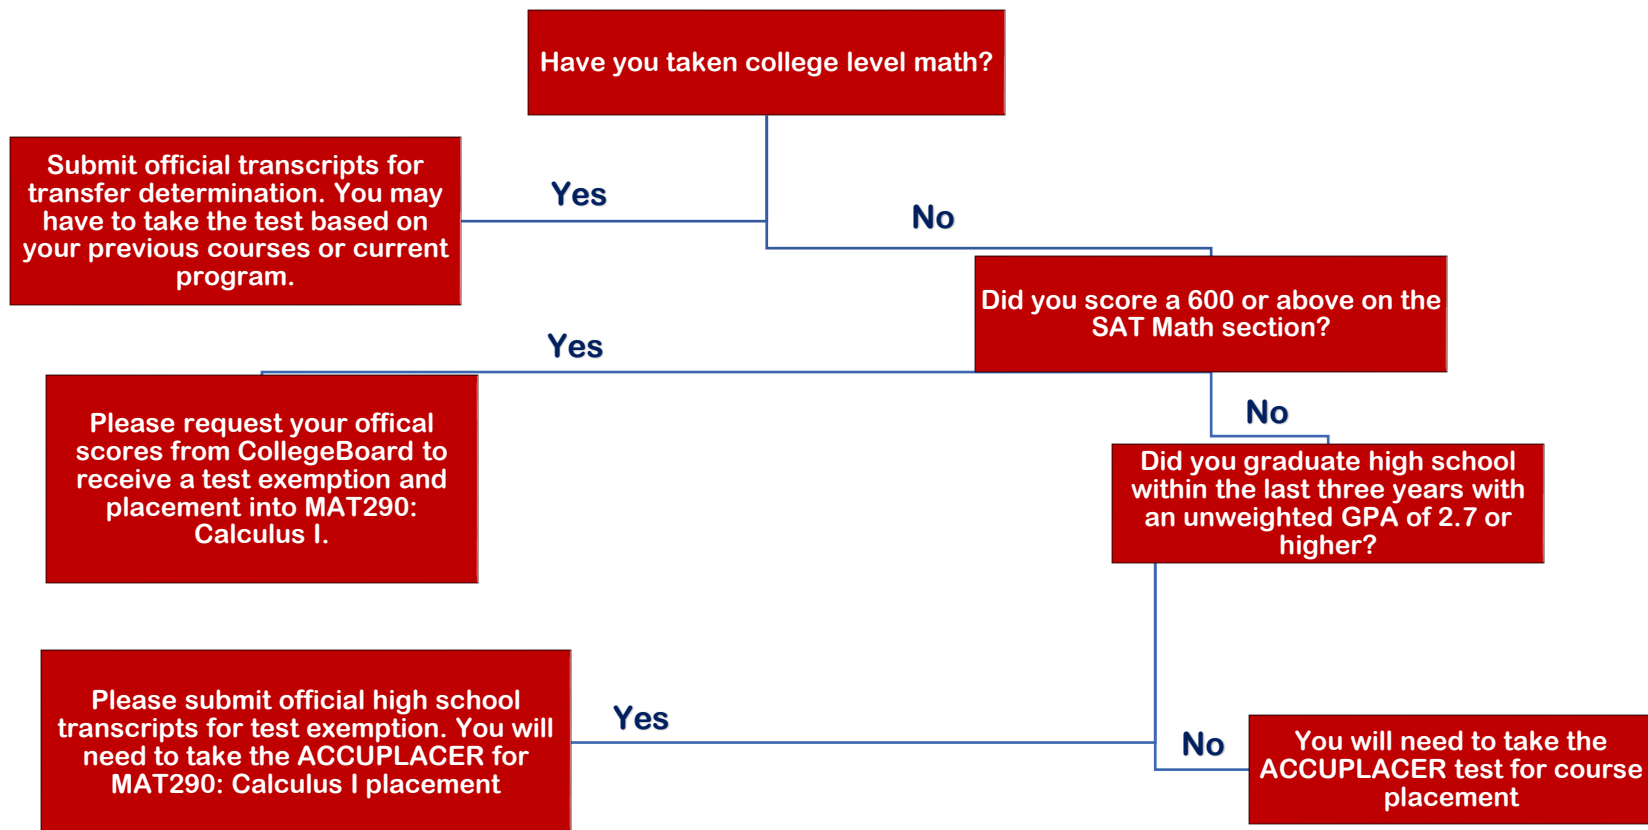 Have you taken college level math?
Submit official transcripts for
transfer determination. You may
have to take the test based on
your previous courses or current
program.
Yes
No
Did you score a 600 or above on the
SAT Math section?
Yes
Please request your offical
scores from CollegeBoard to
receive a test exemption and
placement into MAT290:
Calculus I.
No
Did you graduate high school
within the last three years with
an unweighted GPA of 2.7 or
higher?
Please submit official high school
transcripts for test exemption. You will
need to take the ACCUPLACER for
MAT290: Calculus I placement
Yes
No
You will need to take the
ACCUPLACER test for course
placement